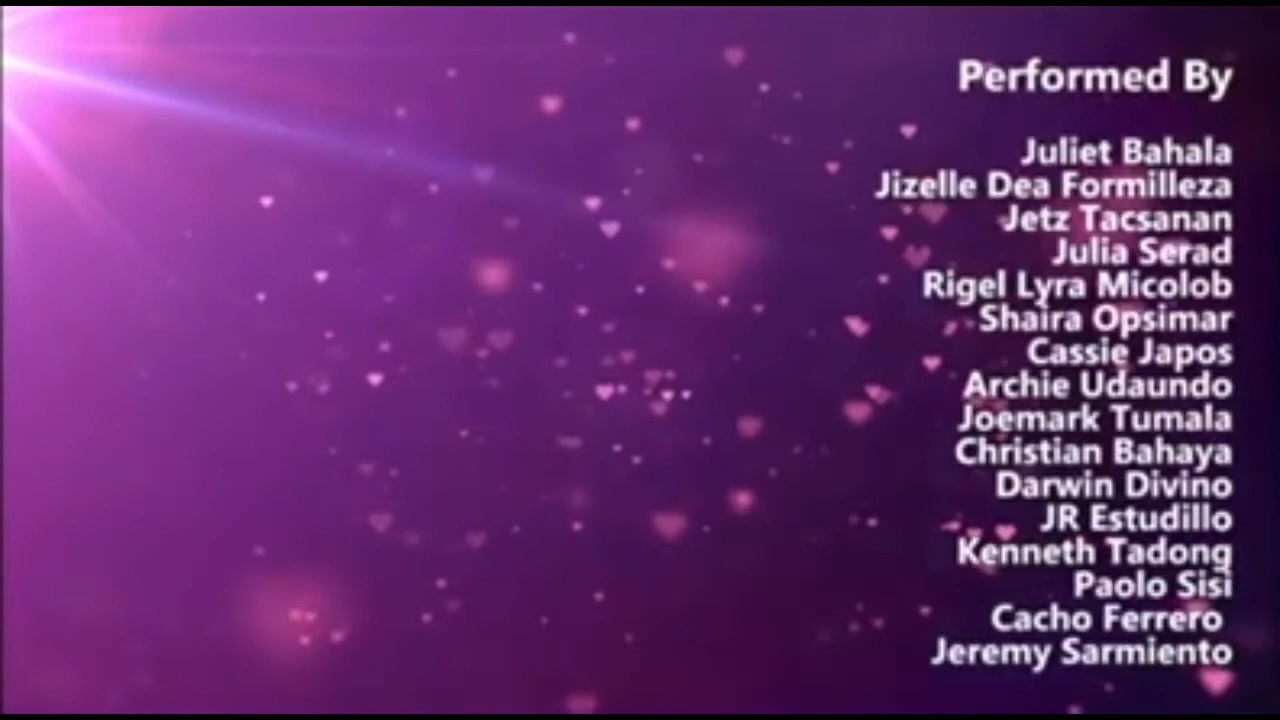 Performed By
Juliet Bahala
Jizelle Dea Formilleza
Jetz Tacsanan
Julia Serad
Rigel Lyra Micolob
Shaira Opsimar
Cassie Japos
Archie Udaundo
Joemark Tumala
Christian Bahaya
Darwin Divino
JR Estudillo
Kenneth Tadong
Paolo Sisi
Cacho Ferrero
Jeremy Sarmiento